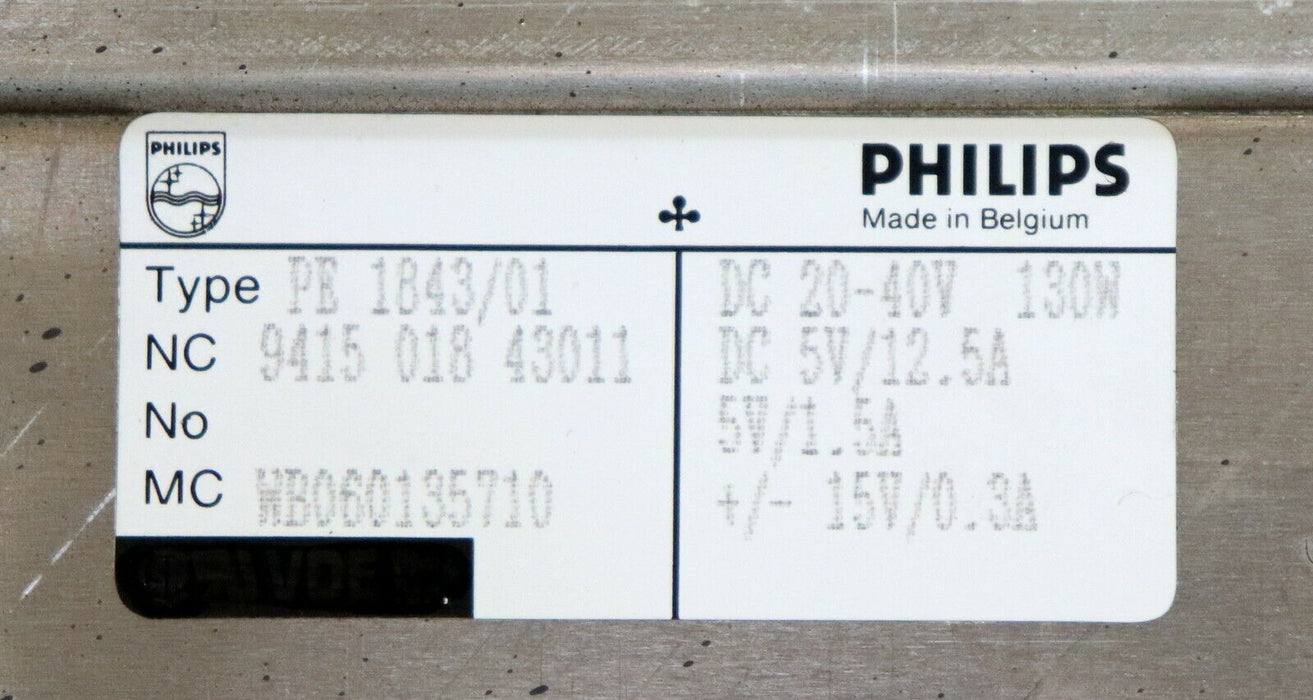 PHILIPS
PHILIPS
Made in Belgium
Type PE 1843/01
NC 9415 018 43011
No
MC WB060135710
DC 20-40V 130W
DC 5V/12.5A
5V/1.5A
+/- 15V/0.3A